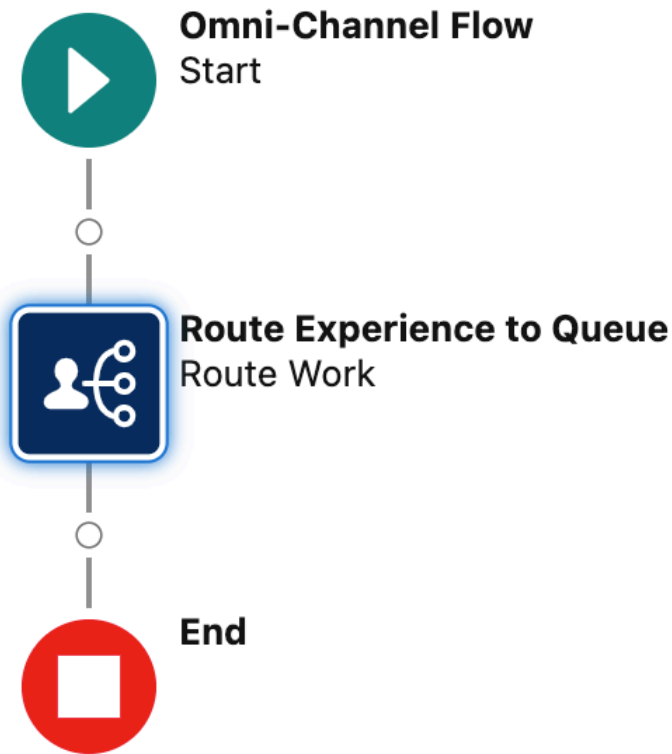 Omni-Channel Flow
Start
Route Experience to Queue
Route Work
End